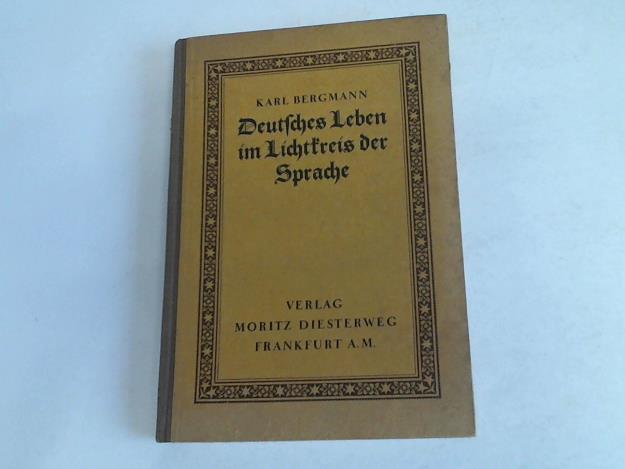 KARL BERGMANN
Deutſches Leben
im Lichtkreis der
Sprache
VERLAG
MORITZ DIESTERWEG
FRANKFURT A.M.